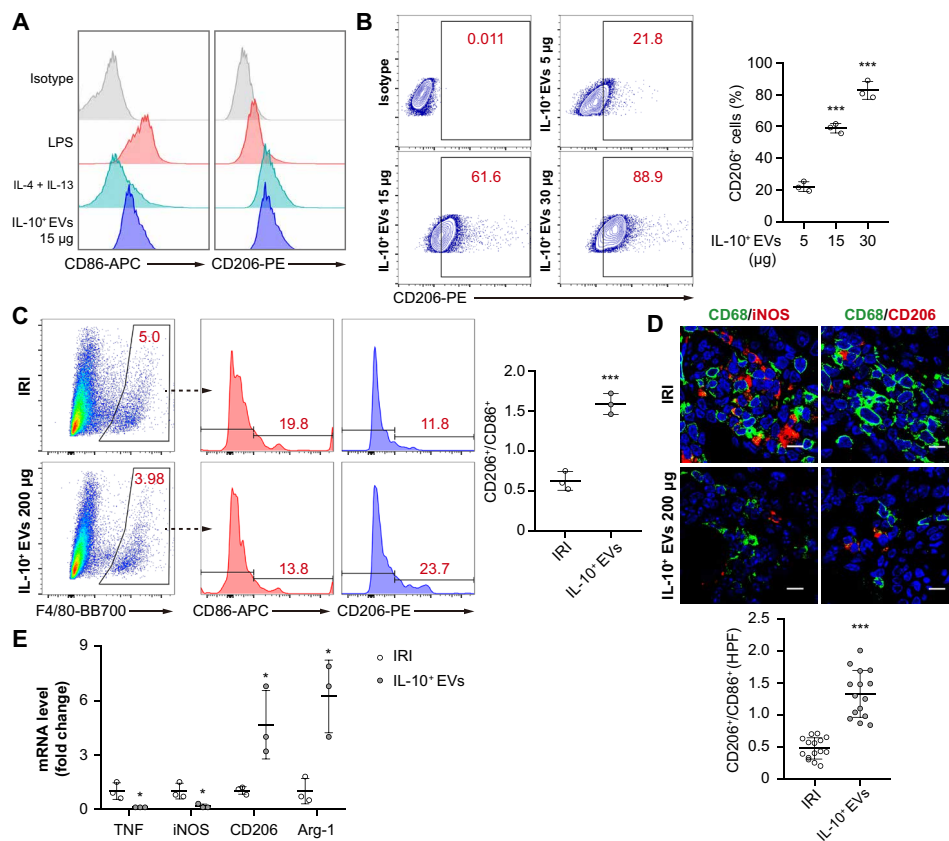 A
Isotype
LPS
IL-4 + IL-13
IL-10⁺ EVs
15 µg
CD86-APC
CD206-PE
B
Isotype
0.011
IL-10⁺ EVs 5 µg
21.8
IL-10⁺ EVs 15 µg
61.6
IL-10⁺ EVs 30 µg
88.9
CD206-PE
CD206⁺ cells (%)
100
80
60
40
20
0
***
***
IL-10⁺ EVs
(µg)
5
15
30
C
IRI
5.0
19.8
11.8
IL-10⁺ EVs 200 µg
3.98
13.8
23.7
F4/80-BB700
CD86-APC
CD206-PE
CD206⁺/CD86⁺
2.0
1.5
1.0
0.5
0
***
IRI
IL-10⁺ EVs
D
CD68/iNOS
CD68/CD206
IRI
IL-10⁺ EVs 200 µg
CD206⁺/CD86⁺ (HPF)
2.5
2.0
1.5
1.0
0.5
0
***
IRI
IL-10⁺ EVs
E
mRNA level
(fold change)
9
6
3
0
IRI
IL-10⁺ EVs
*
*
*
*
TNF
iNOS
CD206
Arg-1